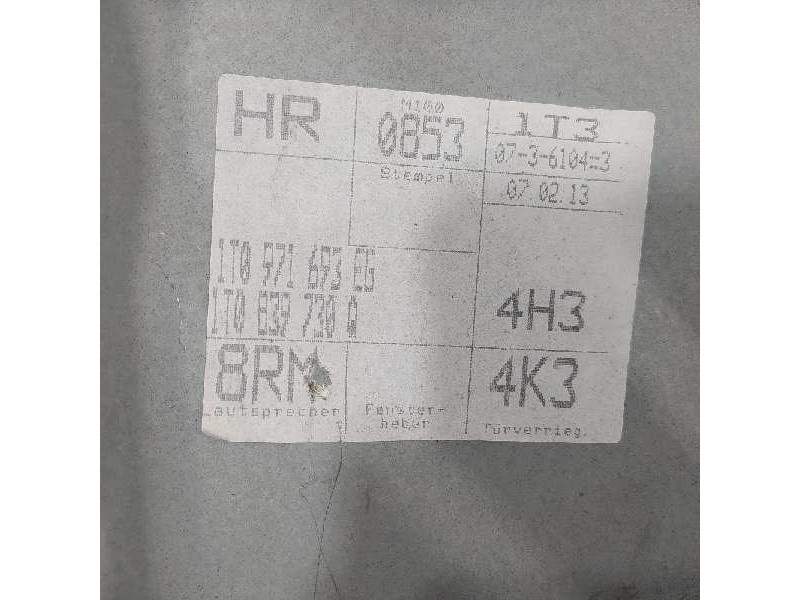 HR
M100
0853
Stempel
1T3
07-3-6104-3
07 02.13
1T0 971 693 EG
1T0 839 730 Q
4H3
8RM
Lautsprecher
Fenster-
heber
4K3
Türverrieg.